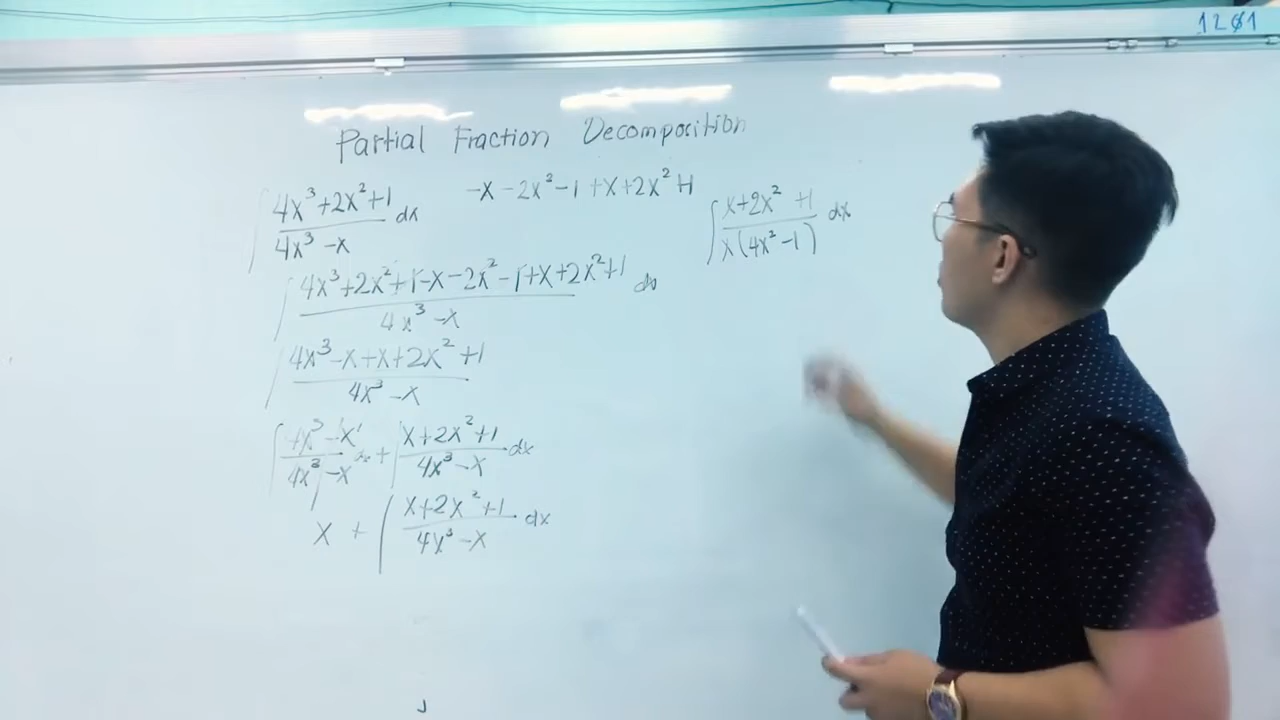 1201
Partial Fraction Decomposition
∫ (4x³+2x²+1)/(4x³-x) dx
-x-2x²-1+x+2x²+1
∫ (x+2x²+1)/(x(4x²-1)) dx
∫ (4x³+2x²+1-x-2x²-1+x+2x²+1)/(4x³-x) dx
∫ (4x³-x+x+2x²+1)/(4x³-x)
∫ (4x³-x)/(4x³-x) dx + ∫ (x+2x²+1)/(4x³-x) dx
x + ∫ (x+2x²+1)/(4x³-x) dx